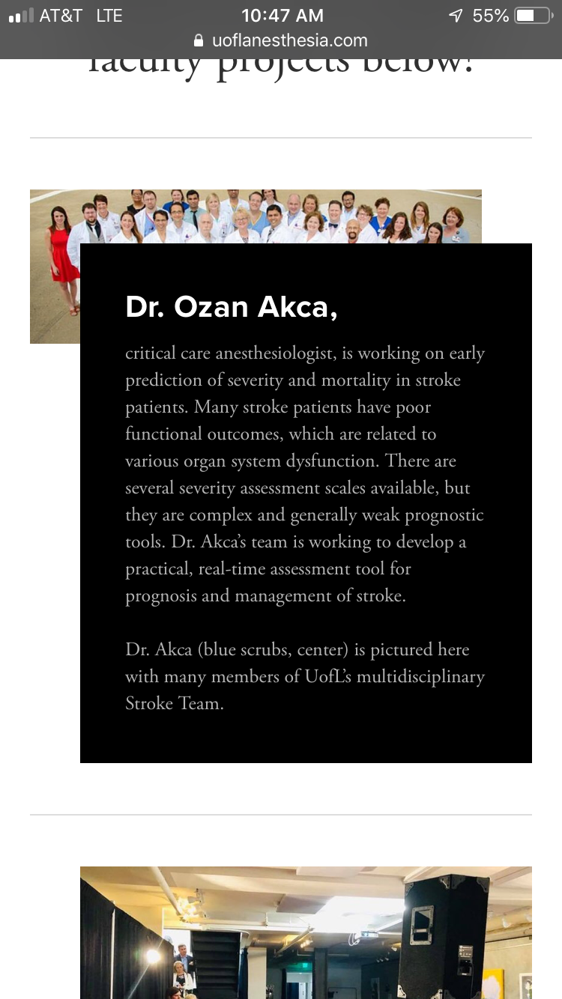 AT&T LTE 10:47 AM 55%
uoflanesthesia.com
faculty projects below!
Dr. Ozan Akca,
critical care anesthesiologist, is working on early
prediction of severity and mortality in stroke
patients. Many stroke patients have poor
functional outcomes, which are related to
various organ system dysfunction. There are
several severity assessment scales available, but
they are complex and generally weak prognostic
tools. Dr. Akca’s team is working to develop a
practical, real-time assessment tool for
prognosis and management of stroke.
Dr. Akca (blue scrubs, center) is pictured here
with many members of UofL’s multidisciplinary
Stroke Team.